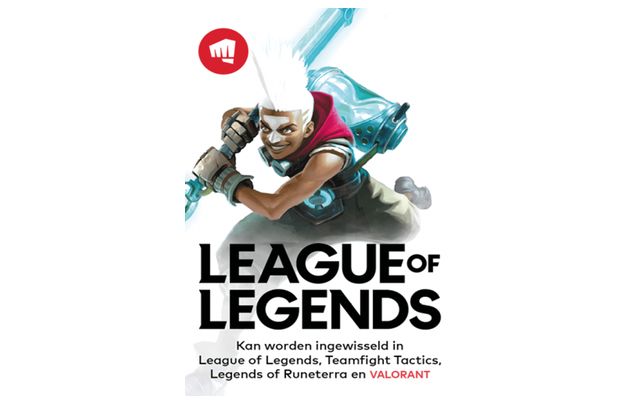 LEAGUE OF
LEGENDS
Kan worden ingewisseld in
League of Legends, Teamfight Tactics,
Legends of Runeterra en VALORANT